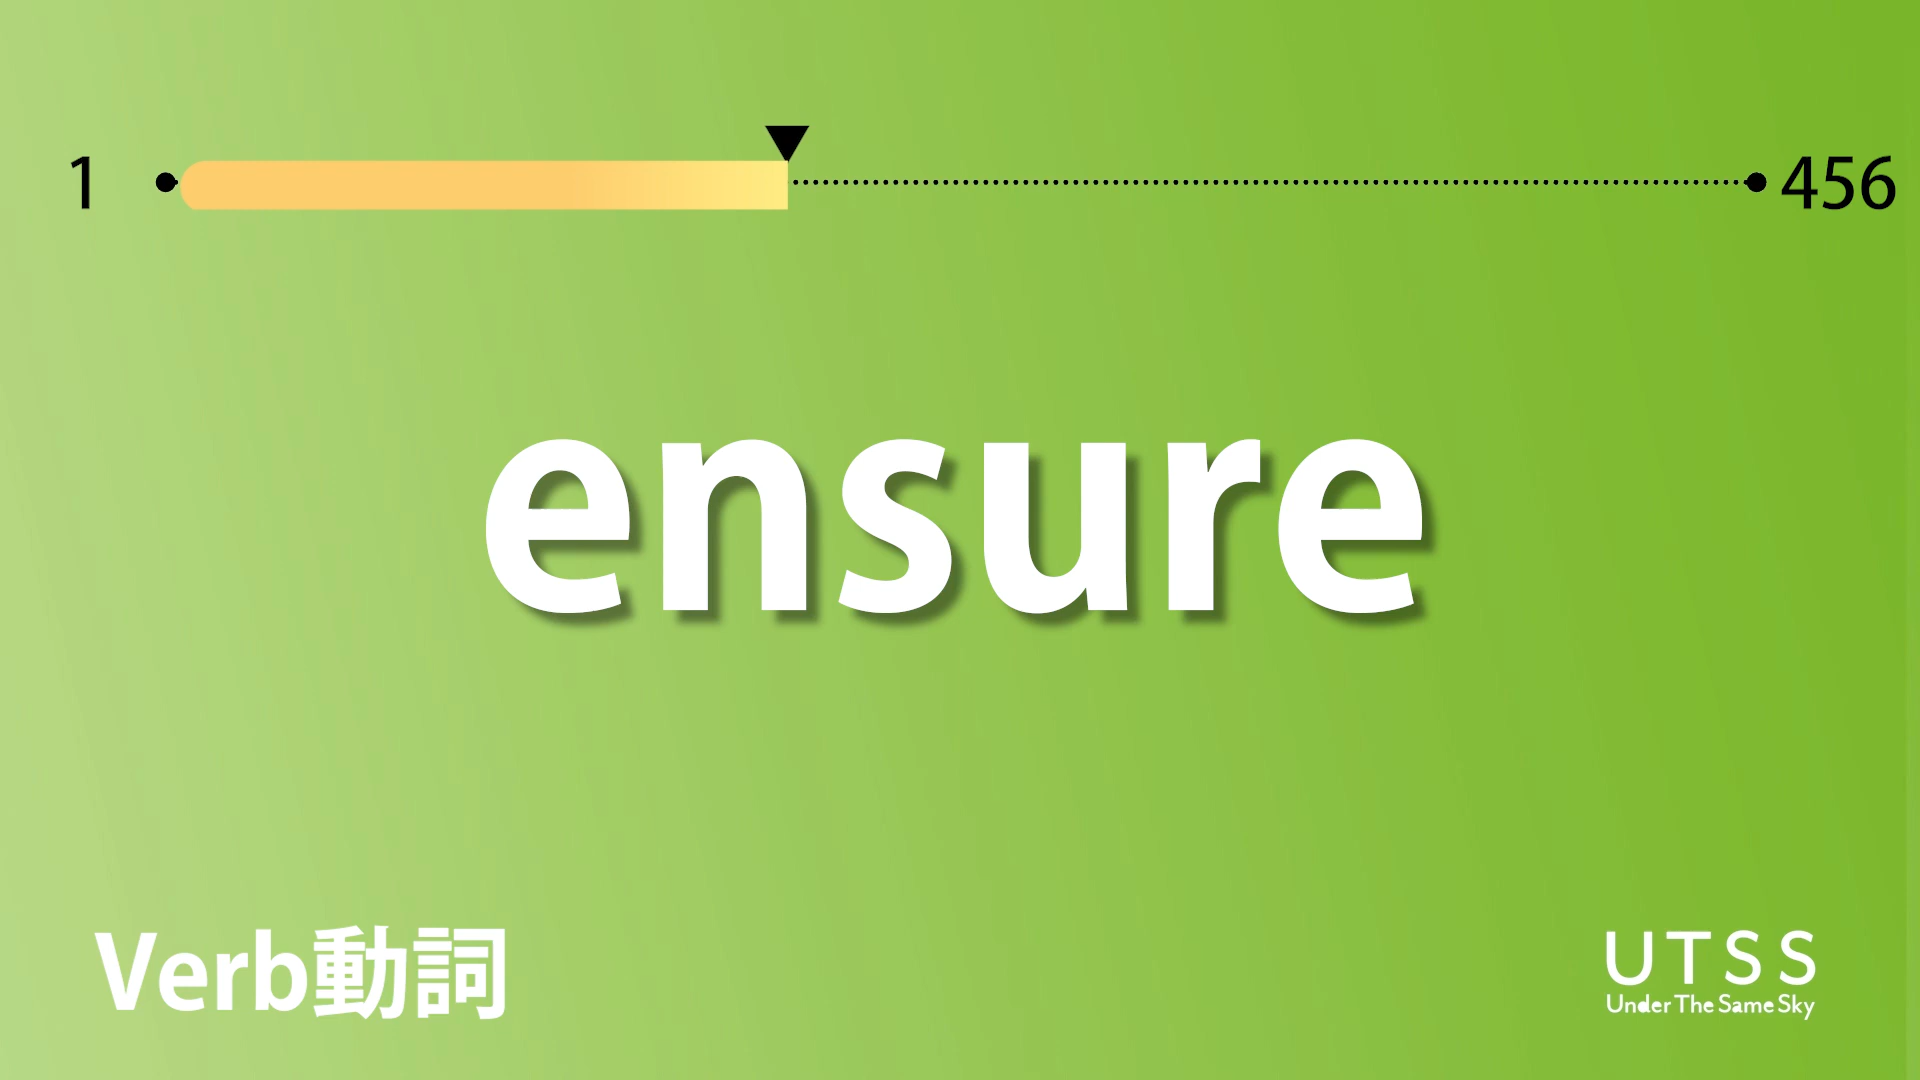 1
456
ensure
Verb動詞
UTSS
Under The Same Sky